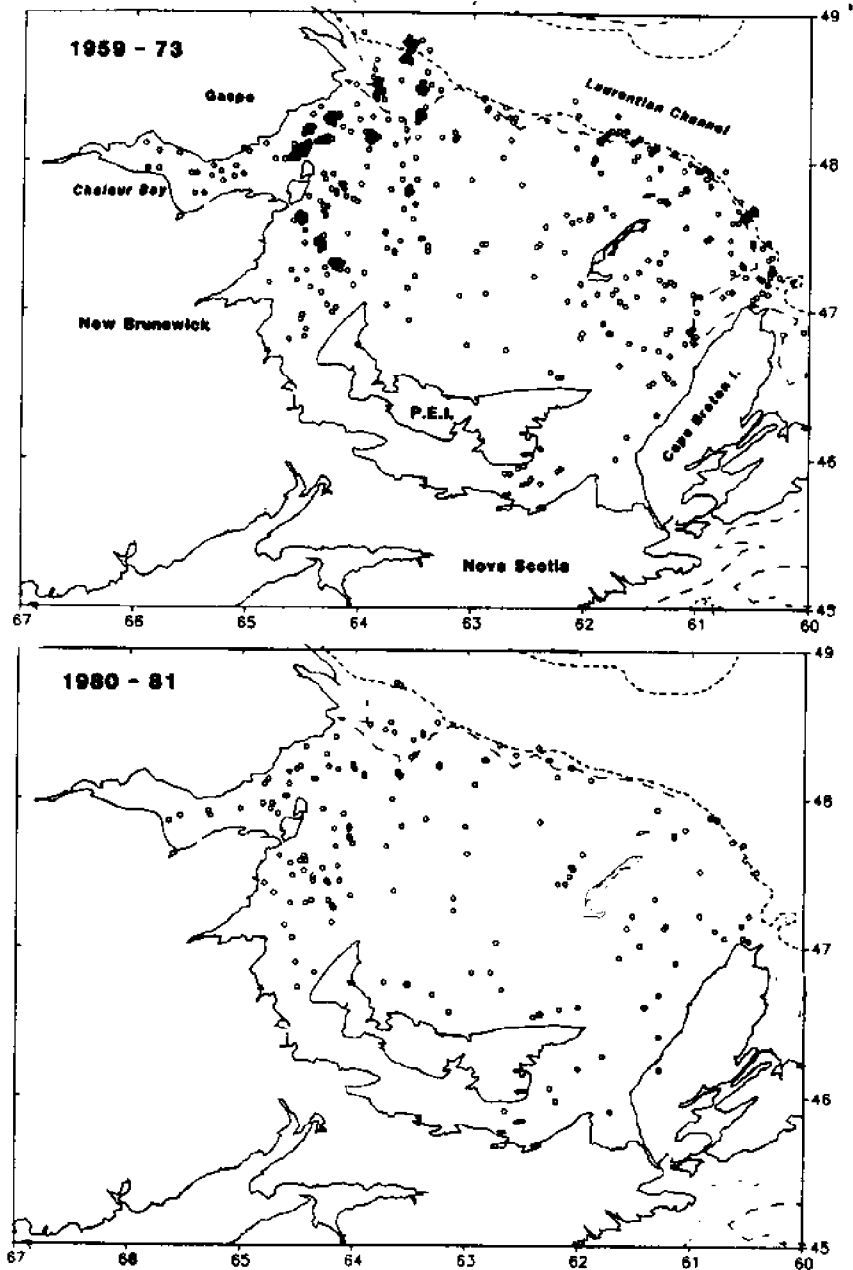 1959 - 73
49
Gaspe
Laurentian Channel
48
Chaleur Bay
47
New Brunswick
P.E.I.
Cape Breton I.
46
Nova Scotia
45
67 66 65 64 63 62 61 60
1980 - 81
49
48
47
46
45
67 66 65 64 63 62 61 60